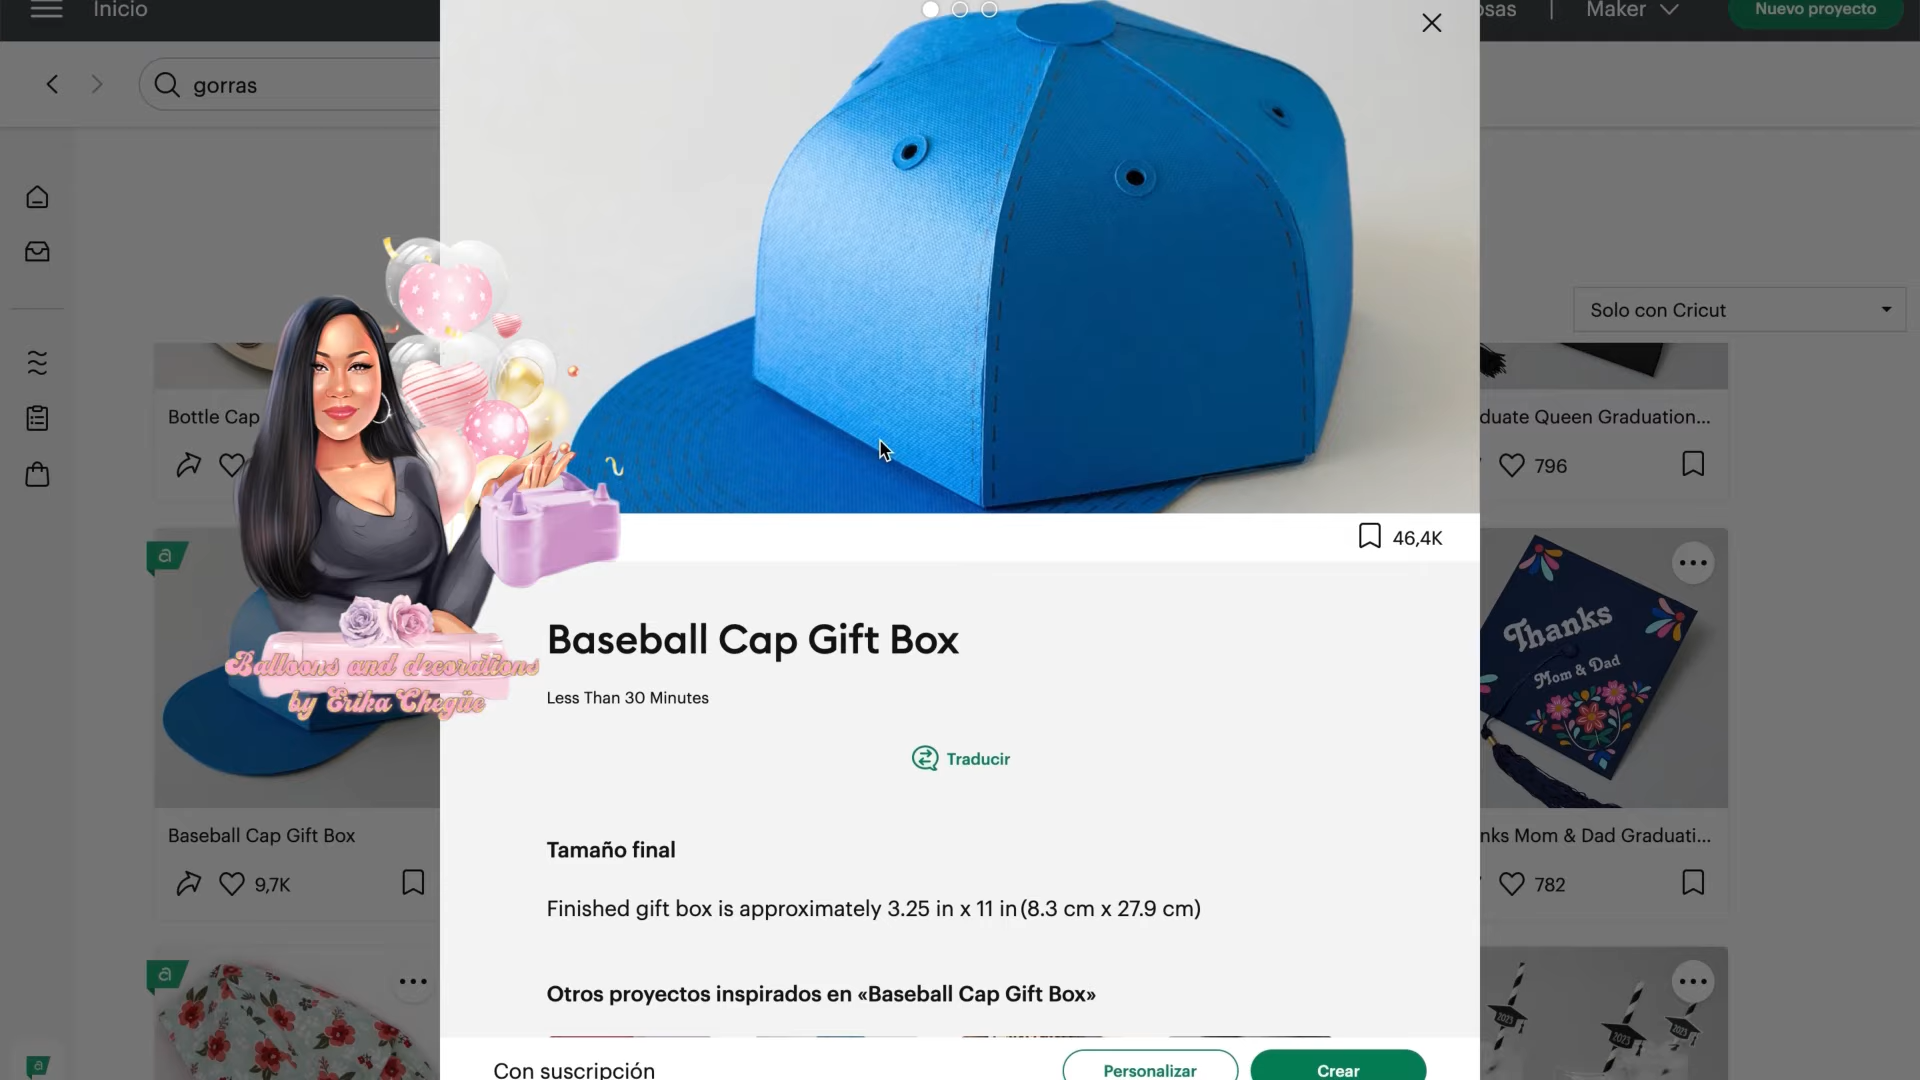 Inicio
osas
Maker
Nuevo proyecto
gorras
Solo con Cricut
Bottle Cap
duate Queen Graduation...
796
46,4K
a
Thanks
Mom & Dad
Balloons and decorations
by Erika Chegüe
Baseball Cap Gift Box
Less Than 30 Minutes
Traducir
Baseball Cap Gift Box
9,7K
Tamaño final
Finished gift box is approximately 3.25 in x 11 in (8.3 cm x 27.9 cm)
nks Mom & Dad Graduati...
782
a
Otros proyectos inspirados en «Baseball Cap Gift Box»
2023
2023
2023
a
Con suscripción
Personalizar
Crear